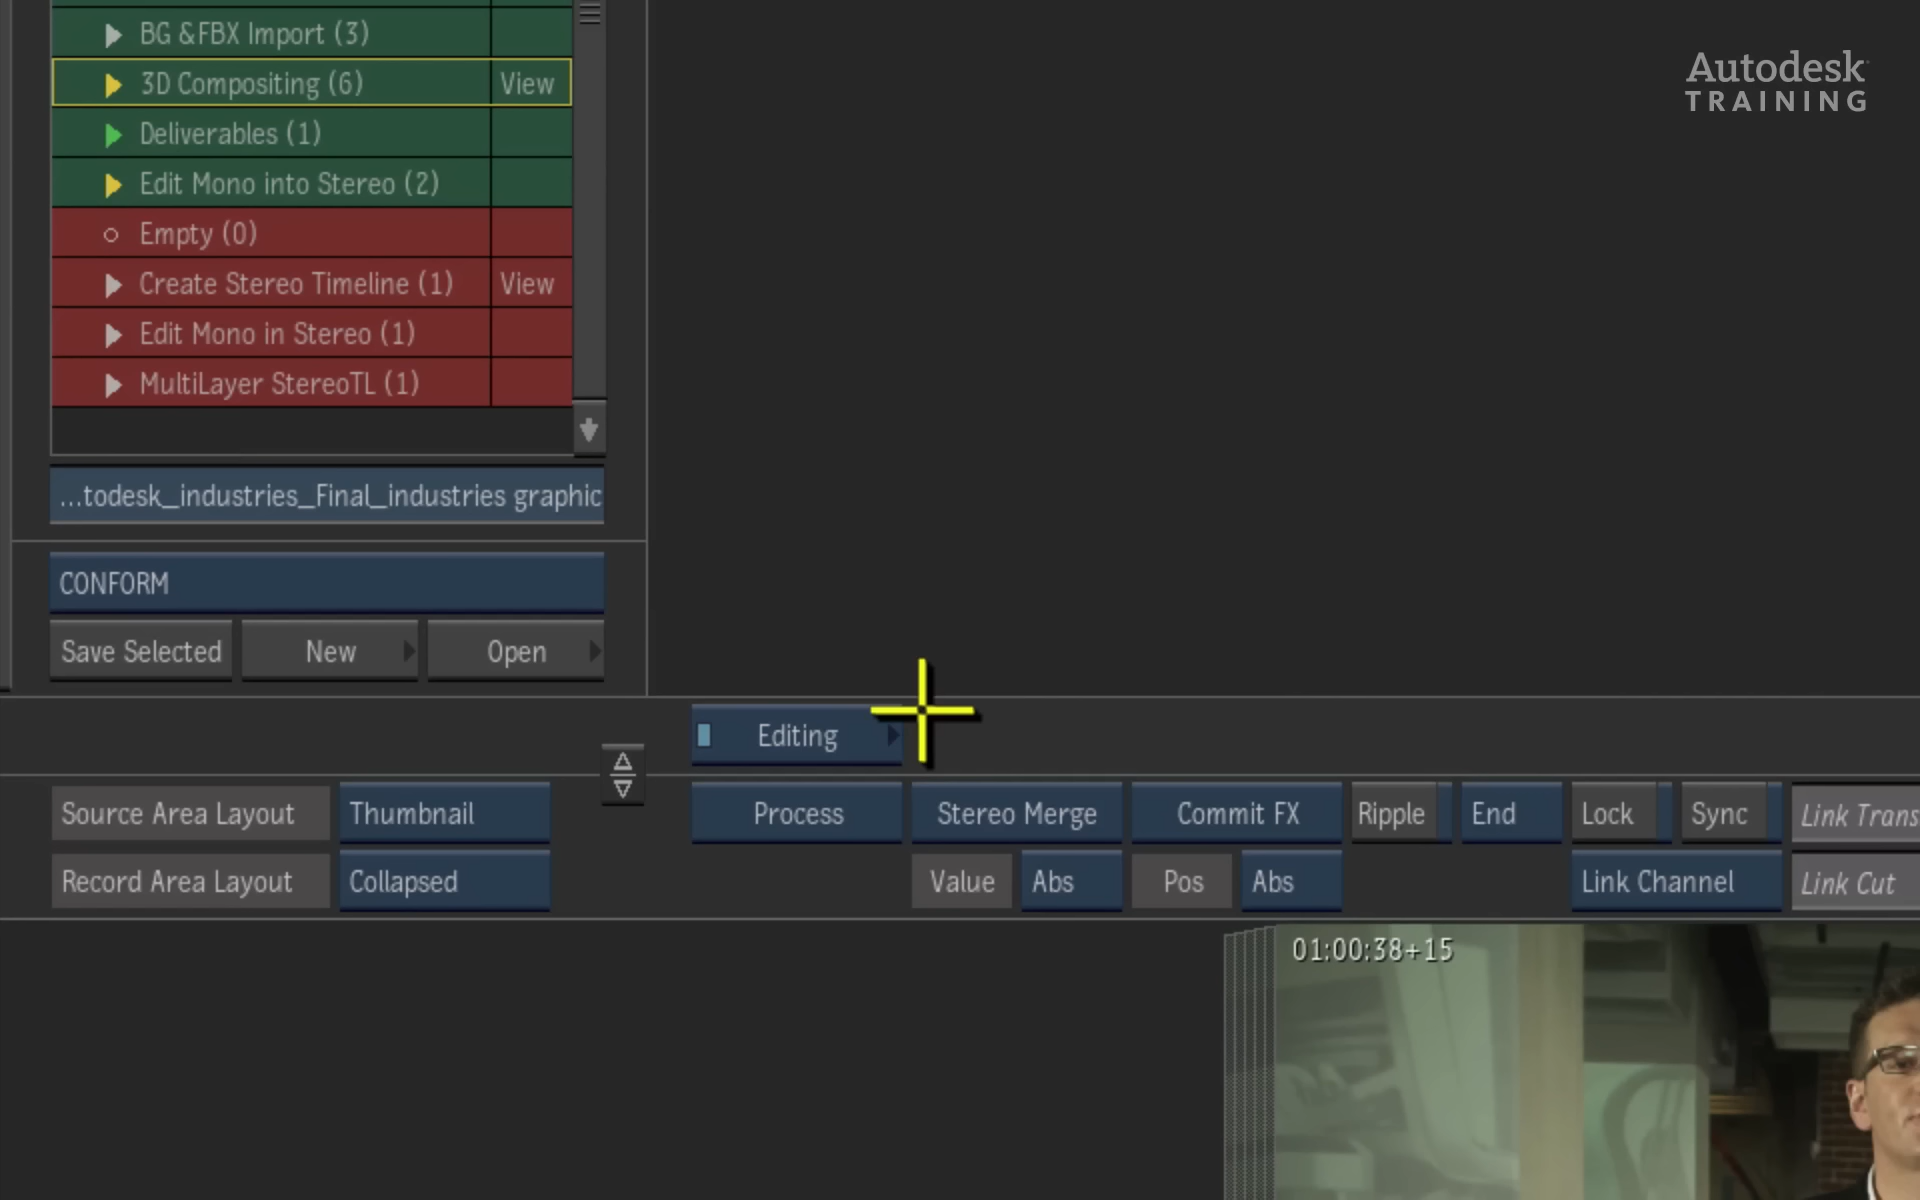 BG &FBX Import (3)
3D Compositing (6) View
Deliverables (1)
Edit Mono into Stereo (2)
Empty (0)
Create Stereo Timeline (1) View
Edit Mono in Stereo (1)
MultiLayer StereoTL (1)
...todesk_industries_Final_industries graphic
CONFORM
Save Selected New Open
Autodesk
TRAINING
Editing
Source Area Layout Thumbnail Process Stereo Merge Commit FX Ripple End Lock Sync Link Trans
Record Area Layout Collapsed Value Abs Pos Abs Link Channel Link Cut
01:00:38+15